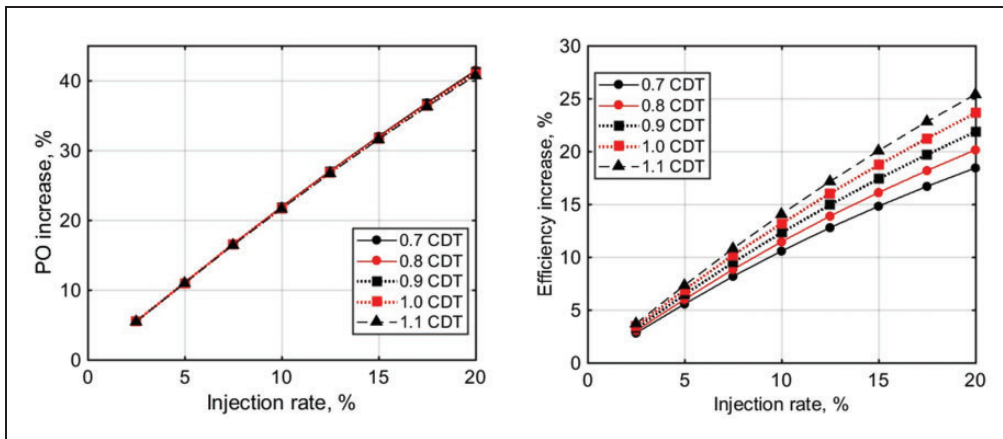 PO increase, %
40
30
20
10
0
0 5 10 15 20
Injection rate, %
0.7 CDT
0.8 CDT
0.9 CDT
1.0 CDT
1.1 CDT
Efficiency increase, %
30
25
20
15
10
5
0
0 5 10 15 20
Injection rate, %
0.7 CDT
0.8 CDT
0.9 CDT
1.0 CDT
1.1 CDT